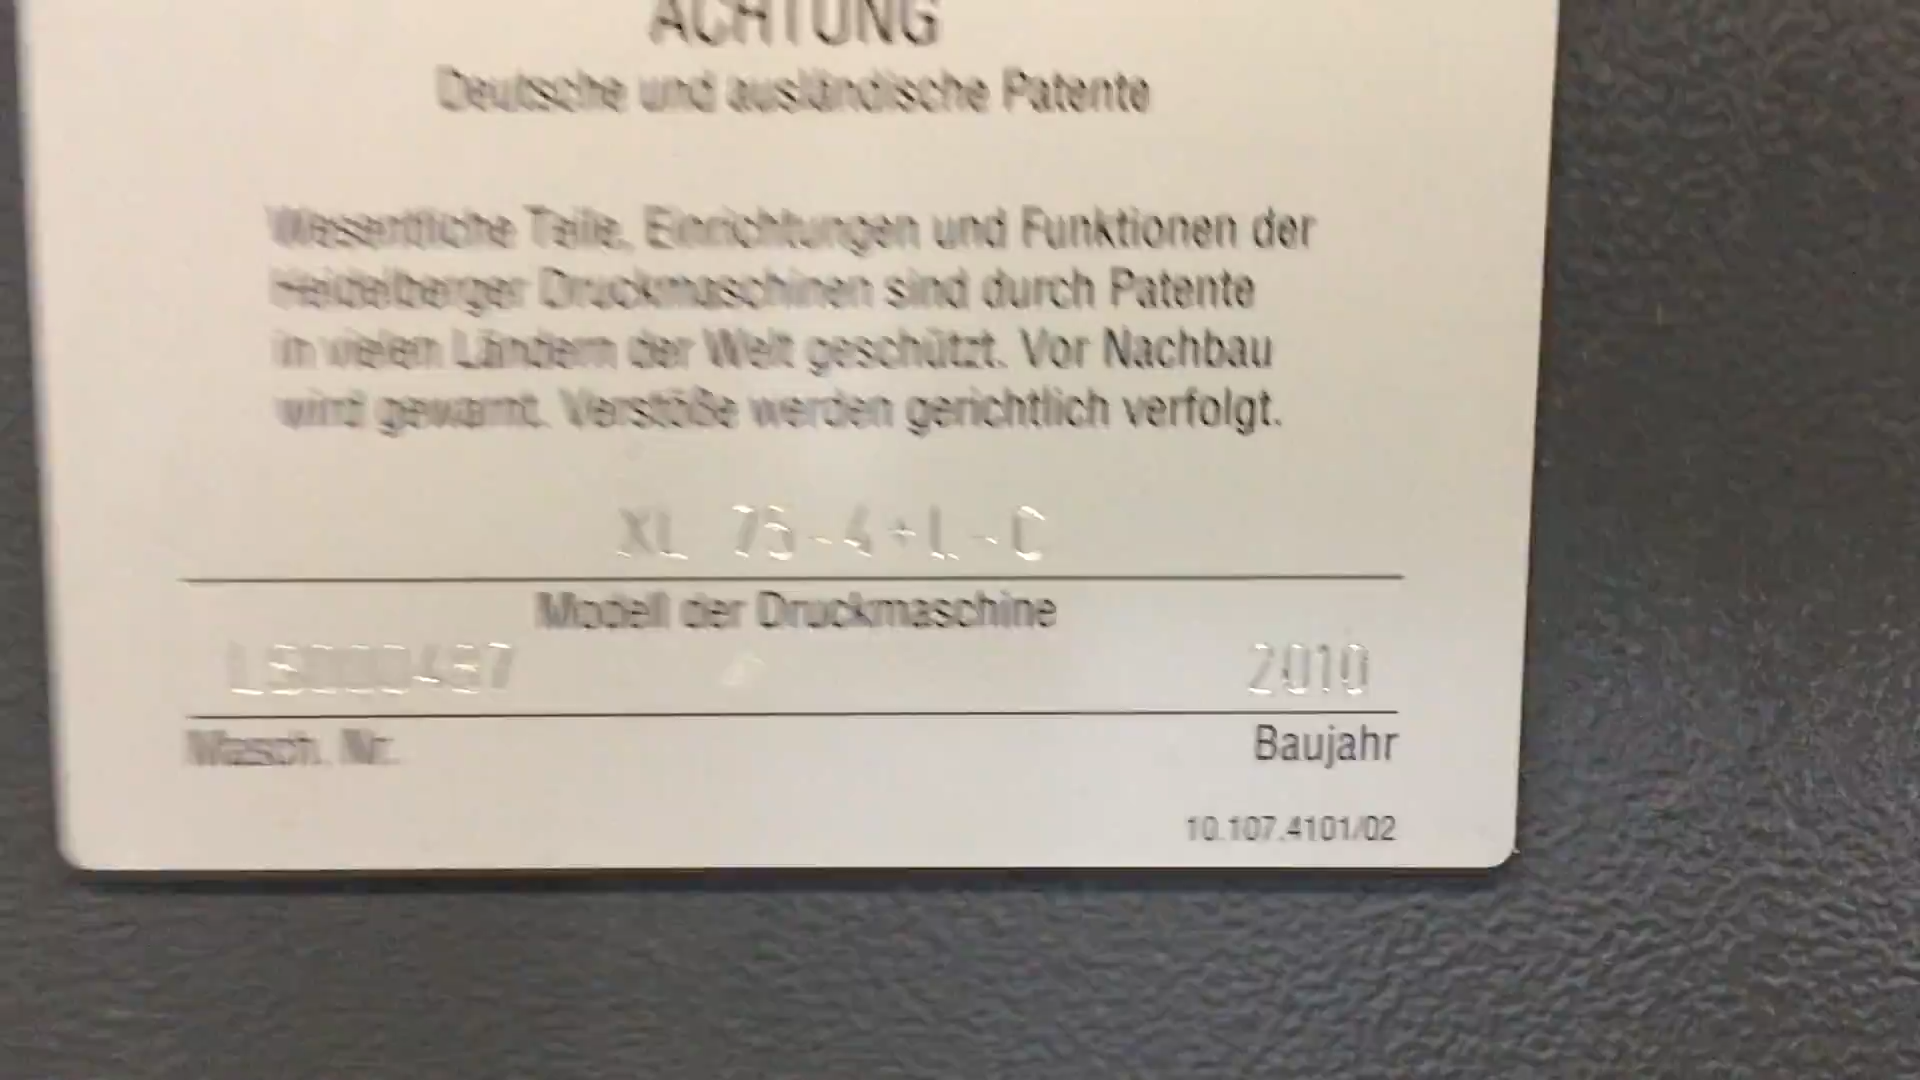 ACHTUNG
Deutsche und ausländische Patente
Wesentliche Teile, Einrichtungen und Funktionen der
Heidelberger Druckmaschinen sind durch Patente
in vielen Ländern der Welt geschützt. Vor Nachbau
wird gewarnt. Verstöße werden gerichtlich verfolgt.
XL 75-4+L-C
Modell der Druckmaschine
2010
Masch. Nr.
Baujahr
10.107.4101/02